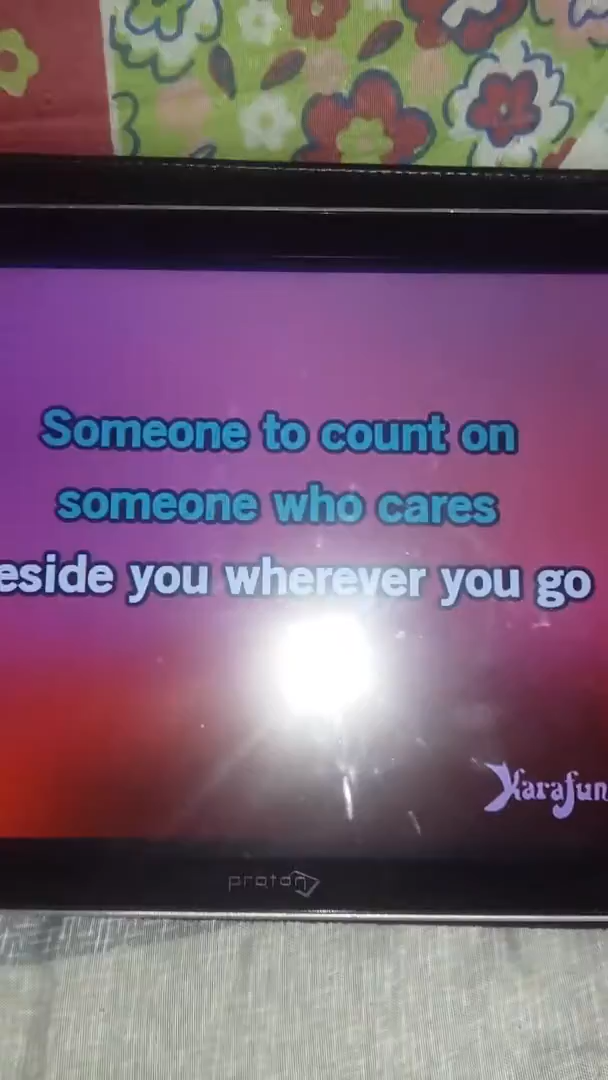 Someone to count on
someone who cares
eside you wherever you go
Karafun
proton